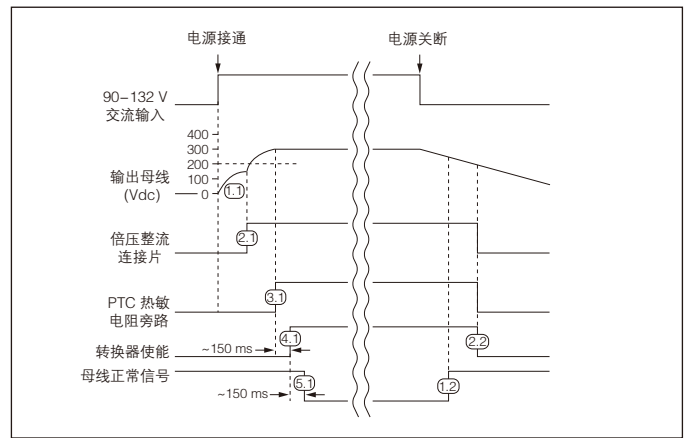 电源接通
电源关断
90–132 V
交流输入
400
300
200
100
0
输出母线
(Vdc)
1.1
倍压整流
连接片
2.1
PTC 热敏
电阻旁路
3.1
转换器使能
~150 ms
4.1
2.2
母线正常信号
~150 ms
5.1
1.2